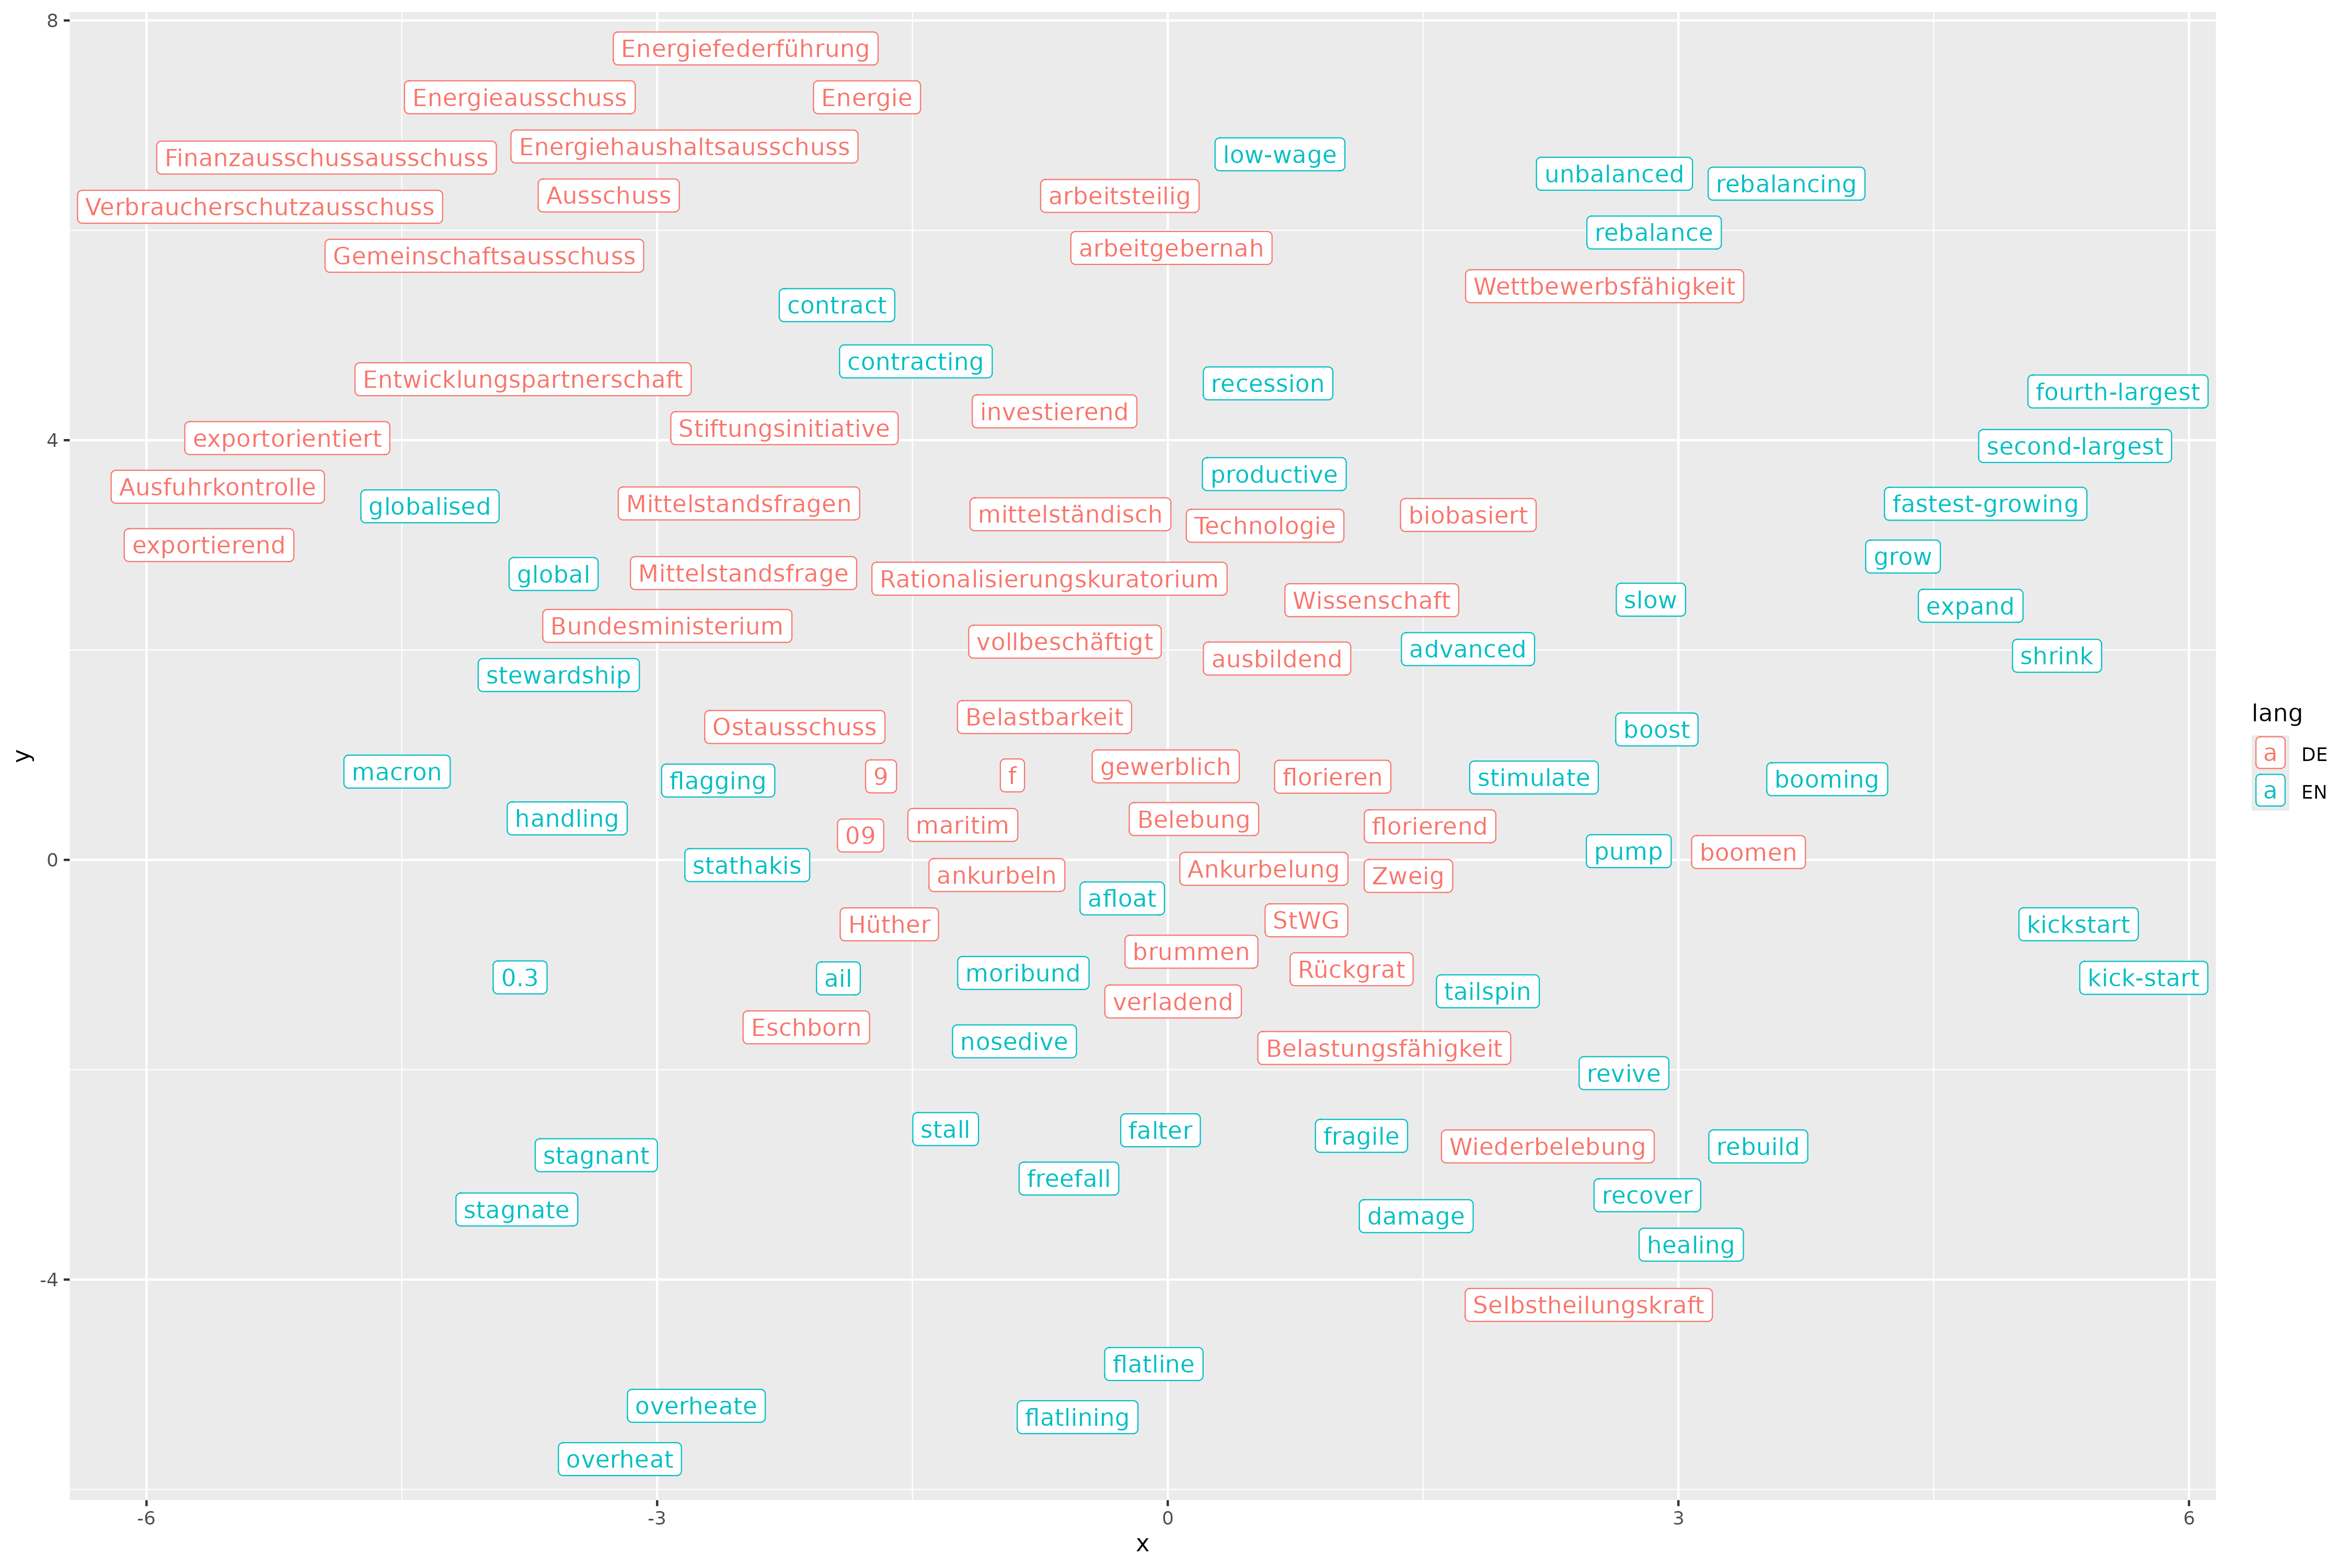 8
Energiefederführung
Energieausschuss
Energie
Energiehaushaltsausschuss
Finanzausschussausschuss
low-wage
unbalanced
rebalancing
Ausschuss
arbeitsteilig
Verbraucherschutzausschuss
rebalance
arbeitgebernah
Gemeinschaftsausschuss
Wettbewerbsfähigkeit
contract
contracting
Entwicklungspartnerschaft
recession
fourth-largest
investierend
Stiftungsinitiative
4
exportorientiert
second-largest
productive
Ausfuhrkontrolle
globalised
Mittelstandsfragen
fastest-growing
mittelständisch
biobasiert
Technologie
exportierend
grow
global
Mittelstandsfrage
Rationalisierungskuratorium
Wissenschaft
slow
expand
Bundesministerium
vollbeschäftigt
advanced
shrink
ausbildend
stewardship
lang
Belastbarkeit
Ostausschuss
boost
y
DE
gewerblich
macron
flagging
9
f
florieren
stimulate
booming
EN
handling
Belebung
maritim
florierend
09
0
pump
boomen
stathakis
Ankurbelung
ankurbeln
Zweig
afloat
StWG
Hüther
kickstart
brummen
Rückgrat
moribund
0.3
ail
kick-start
tailspin
verladend
Eschborn
nosedive
Belastungsfähigkeit
revive
stall
falter
fragile
Wiederbelebung
rebuild
stagnant
freefall
recover
stagnate
damage
healing
-4
Selbstheilungskraft
flatline
overheate
flatlining
overheat
-6
-3
0
3
6
x
a
a